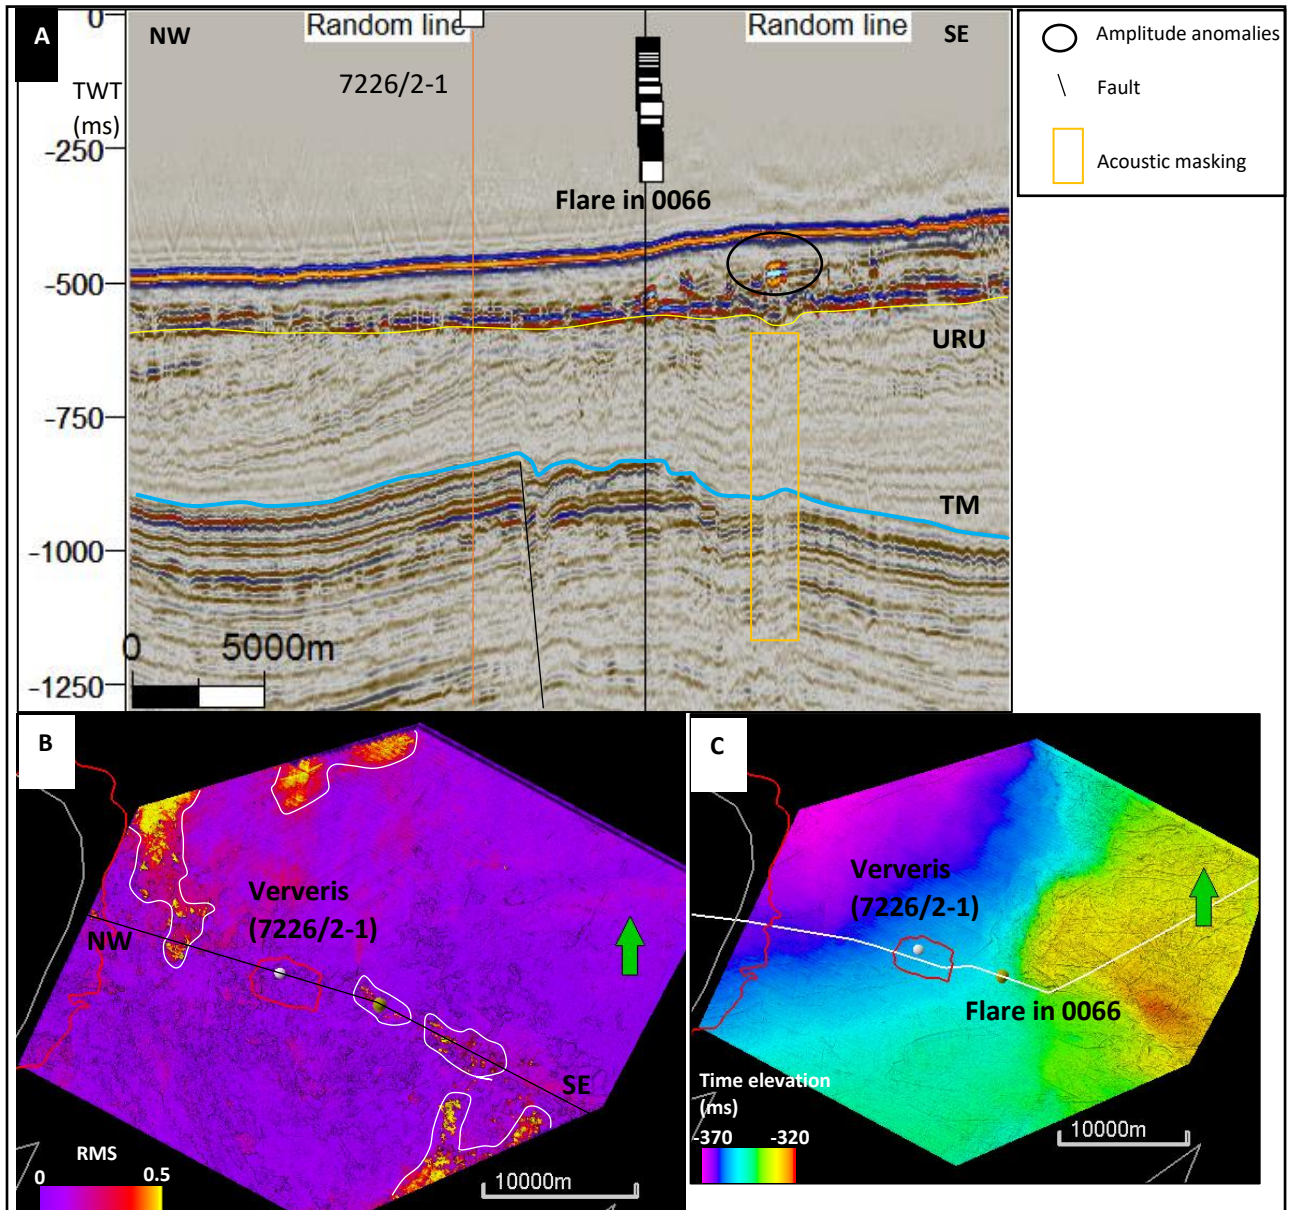 A
NW
Random line
Random line
SE
0
TWT
(ms)
7226/2-1
-250
-500
-750
-1000
-1250
Flare in 0066
URU
TM
0 5000m
Amplitude anomalies
Fault
Acoustic masking
B
Ververis
(7226/2-1)
NW
SE
RMS
0 0.5
10000m
C
Ververis
(7226/2-1)
Flare in 0066
Time elevation
(ms)
-370 -320
10000m